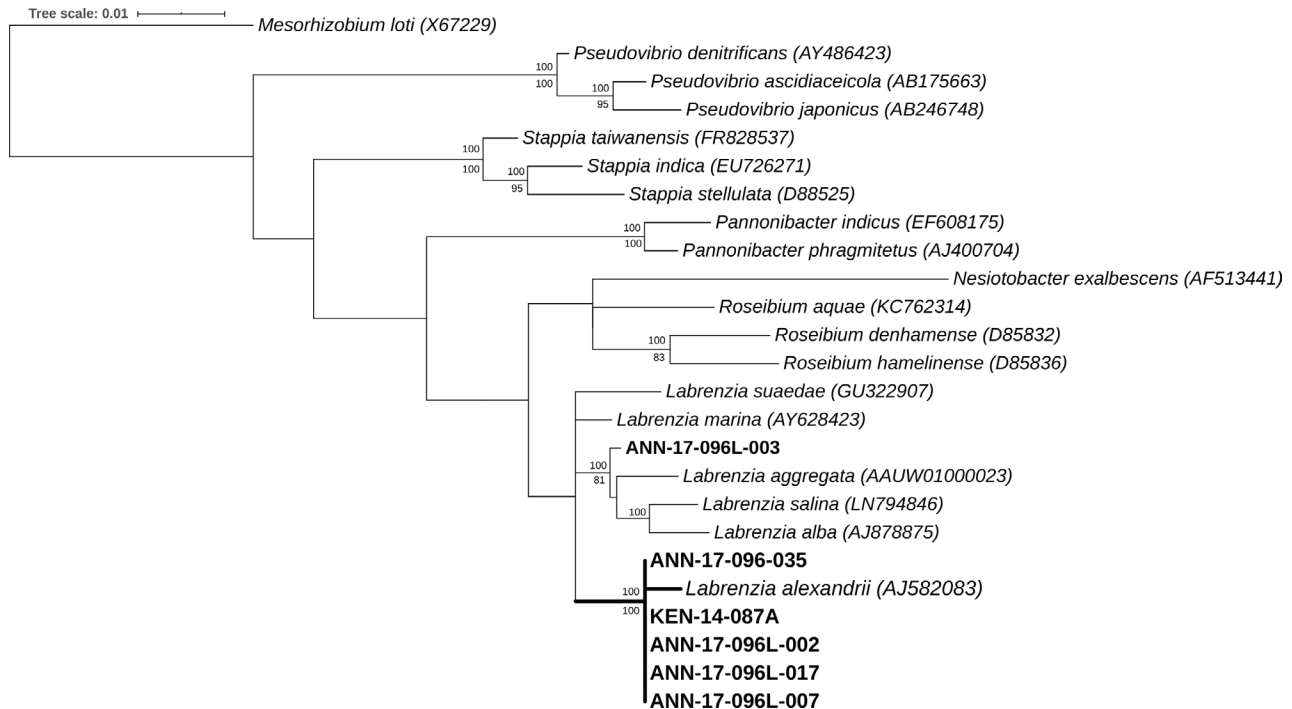 Tree scale: 0.01
Mesorhizobium loti (X67229)
Pseudovibrio denitrificans (AY486423)
100
100
Pseudovibrio ascidiaceicola (AB175663)
100
95
Pseudovibrio japonicus (AB246748)
Stappia taiwanensis (FR828537)
100
100
Stappia indica (EU726271)
100
95
Stappia stellulata (D88525)
Pannonibacter indicus (EF608175)
100
100
Pannonibacter phragmitetus (AJ400704)
Nesiotobacter exalbescens (AF513441)
Roseibium aquae (KC762314)
Roseibium denhamense (D85832)
100
83
Roseibium hamelinense (D85836)
Labrenzia suaedae (GU322907)
Labrenzia marina (AY628423)
ANN-17-096L-003
100
81
Labrenzia aggregata (AAUW01000023)
Labrenzia salina (LN794846)
100
Labrenzia alba (AJ878875)
ANN-17-096-035
Labrenzia alexandrii (AJ582083)
100
100
KEN-14-087A
ANN-17-096L-002
ANN-17-096L-017
ANN-17-096L-007